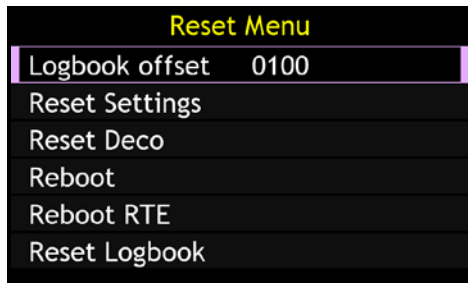 Reset Menu
Logbook offset 0100
Reset Settings
Reset Deco
Reboot
Reboot RTE
Reset Logbook